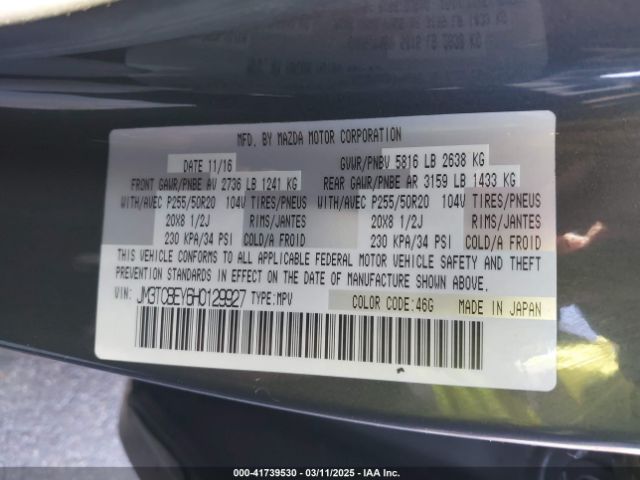 MFD. BY MAZDA MOTOR CORPORATION
DATE 11/16 GVWR/PNBV 5816 LB 2638 KG
FRONT GAWR/PNBE AV 2736 LB 1241 KG REAR GAWR/PNBE AR 3159 LB 1433 KG
WITH/AVEC P255/50R20 104V TIRES/PNEUS WITH/AVEC P255/50R20 104V TIRES/PNEUS
20X8 1/2J RIMS/JANTES 20X8 1/2J RIMS/JANTES
230 KPA/34 PSI COLD/A FROID 230 KPA/34 PSI COLD/A FROID
THIS VEHICLE CONFORMS TO ALL APPLICABLE FEDERAL MOTOR VEHICLE SAFETY AND THEFT
PREVENTION STANDARDS IN EFFECT ON THE DATE OF MANUFACTURE SHOWN ABOVE.
VIN: JM3TCBEY6H0129927 TYPE:MPV COLOR CODE:46G MADE IN JAPAN
000-41739530 - 03/11/2025 - IAA Inc.